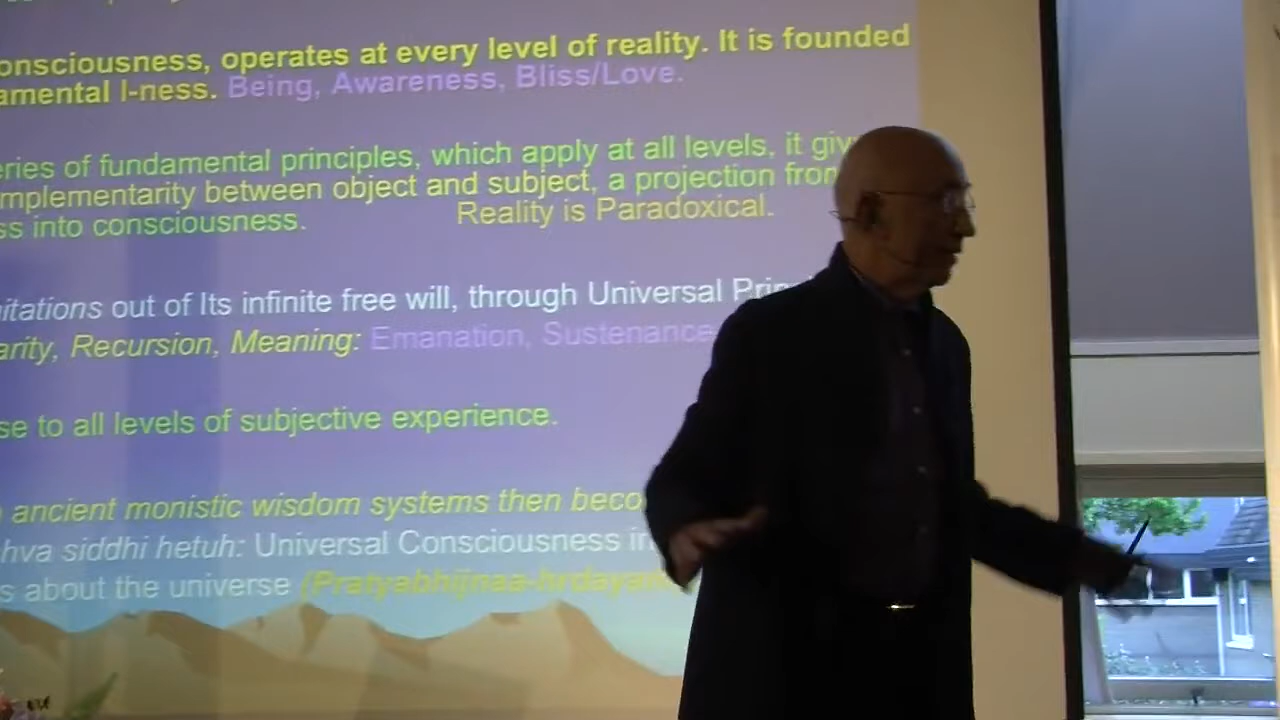 onsciousness, operates at every level of reality. It is founded
amental I-ness. Being, Awareness, Bliss/Love.
eries of fundamental principles, which apply at all levels, it giv
mplementarity between object and subject, a projection from
ss into consciousness. Reality is Paradoxical.
itations out of Its infinite free will, through Universal Princ
arity, Recursion, Meaning: Emanation, Sustenance
se to all levels of subjective experience.
ancient monistic wisdom systems then beco
hva siddhi hetuh: Universal Consciousness in
s about the universe (Pratyabhijnaa-hrdayam